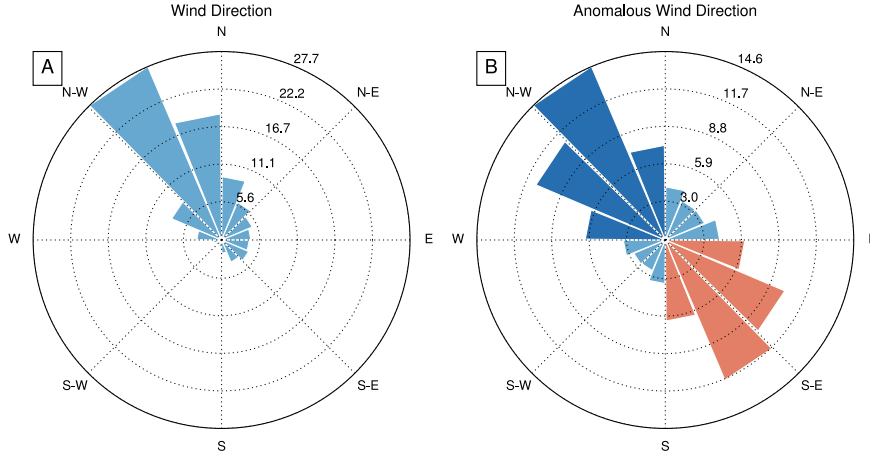 Wind Direction
A
N
27.7
22.2
16.7
11.1
5.6
N-W
N-E
W
E
S-W
S-E
S
Anomalous Wind Direction
B
N
14.6
11.7
8.8
5.9
3.0
N-W
N-E
W
S-W
S-E
S